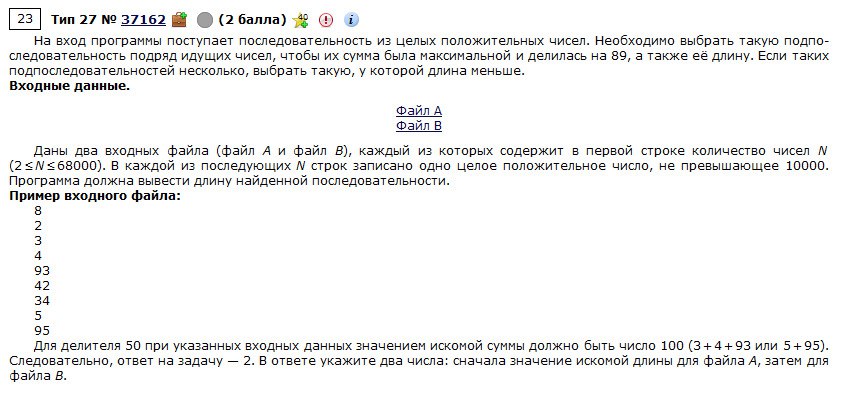 23 Тип 27 № 37162 (2 балла) 40
На вход программы поступает последовательность из целых положительных чисел. Необходимо выбрать такую подпо-
следовательность подряд идущих чисел, чтобы их сумма была максимальной и делилась на 89, а также её длину. Если таких
подпоследовательностей несколько, выбрать такую, у которой длина меньше.
Входные данные.
Файл A
Файл B
Даны два входных файла (файл A и файл B), каждый из которых содержит в первой строке количество чисел N
(2 ≤ N ≤ 68000). В каждой из последующих N строк записано одно целое положительное число, не превышающее 10000.
Программа должна вывести длину найденной последовательности.
Пример входного файла:
8
2
3
4
93
42
34
5
95
Для делителя 50 при указанных входных данных значением искомой суммы должно быть число 100 (3 + 4 + 93 или 5 + 95).
Следовательно, ответ на задачу — 2. В ответе укажите два числа: сначала значение искомой длины для файла A, затем для
файла B.